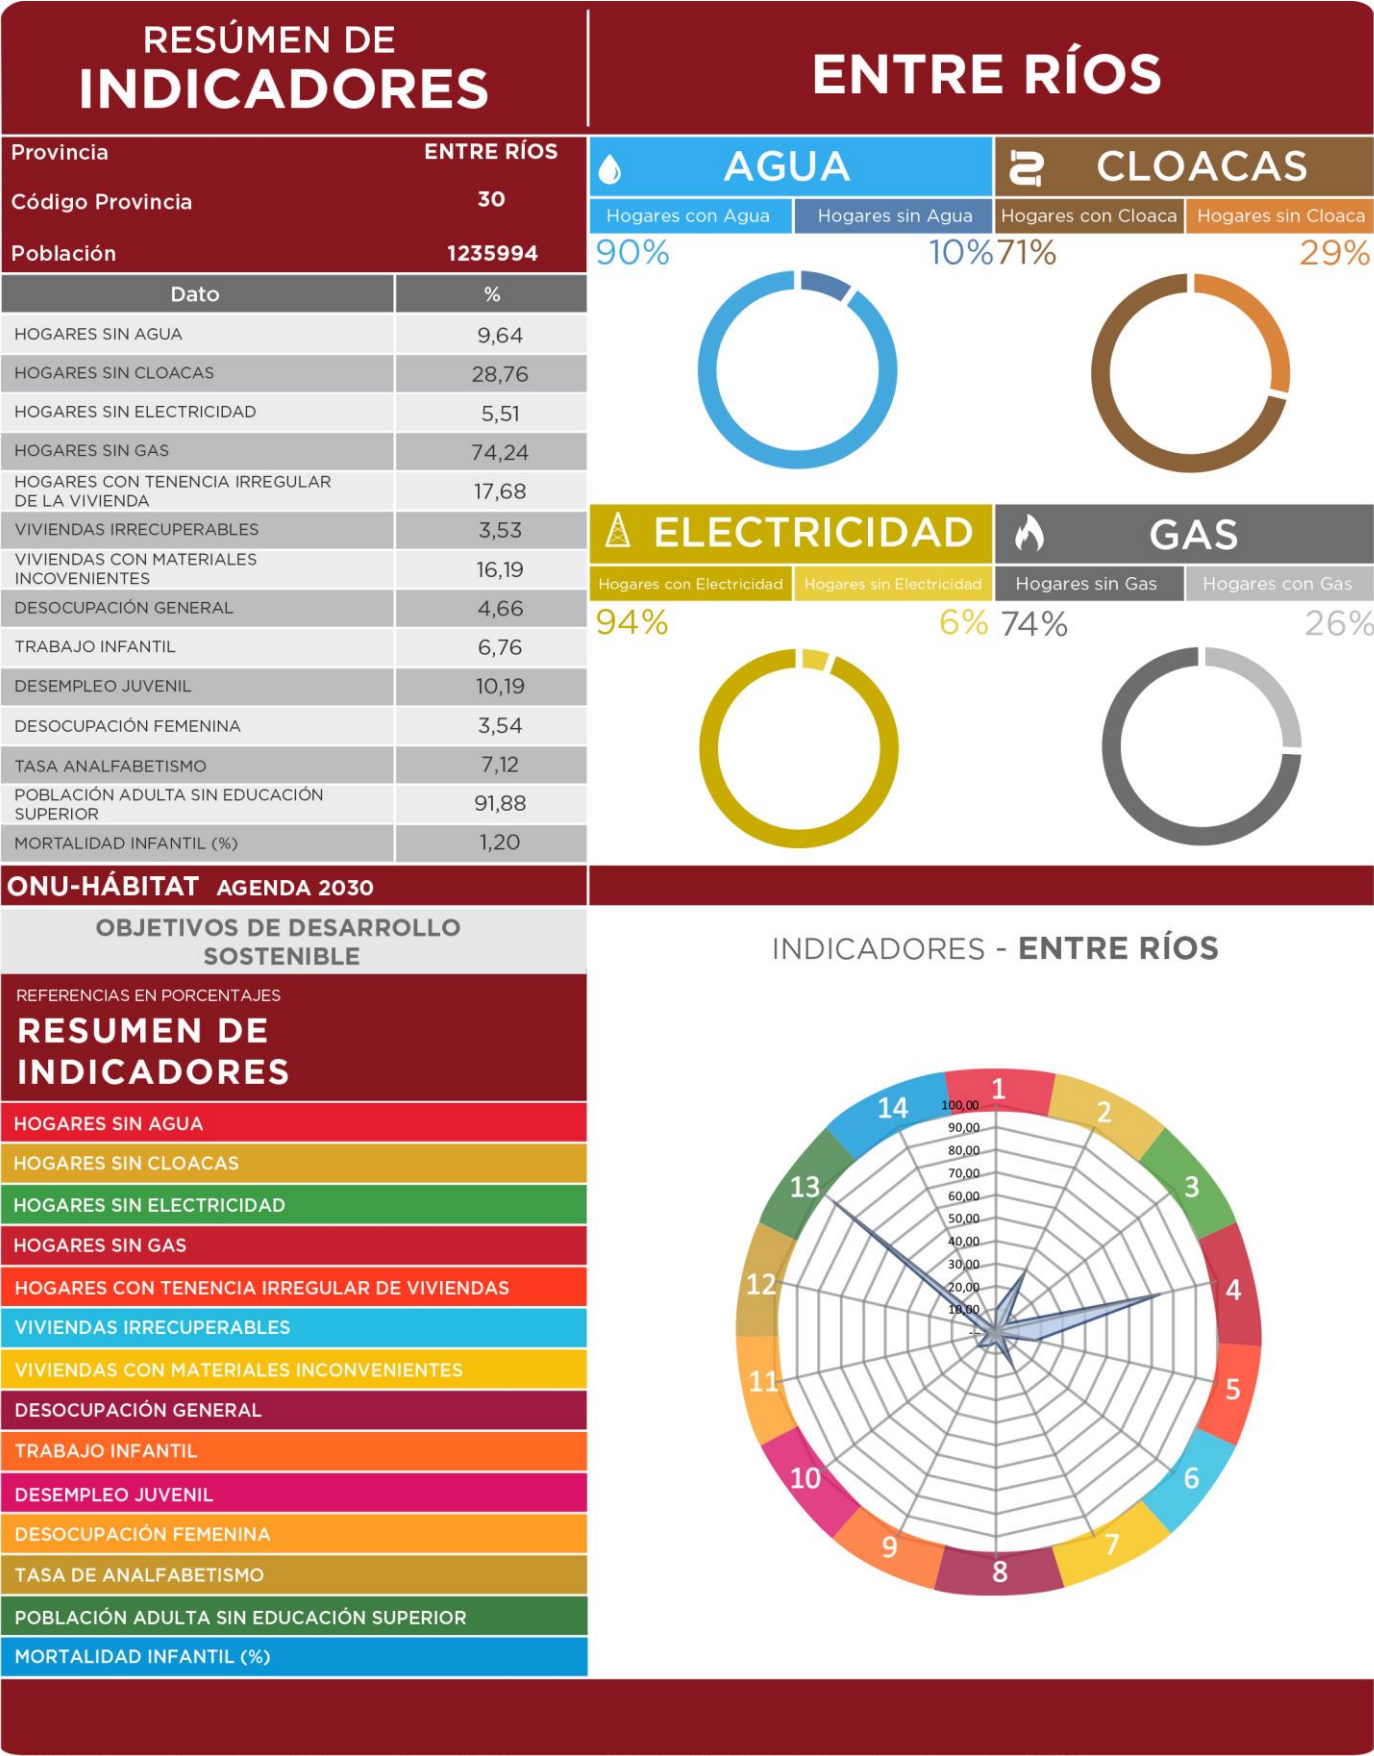 RESÚMEN DE
INDICADORES
ENTRE RÍOS
Provincia ENTRE RÍOS
Código Provincia 30
Población 1235994
Dato %
HOGARES SIN AGUA 9,64
HOGARES SIN CLOACAS 28,76
HOGARES SIN ELECTRICIDAD 5,51
HOGARES SIN GAS 74,24
HOGARES CON TENENCIA IRREGULAR
DE LA VIVIENDA 17,68
VIVIENDAS IRRECUPERABLES 3,53
VIVIENDAS CON MATERIALES
INCOVENIENTES 16,19
DESOCUPACIÓN GENERAL 4,66
TRABAJO INFANTIL 6,76
DESEMPLEO JUVENIL 10,19
DESOCUPACIÓN FEMENINA 3,54
TASA ANALFABETISMO 7,12
POBLACIÓN ADULTA SIN EDUCACIÓN
SUPERIOR 91,88
MORTALIDAD INFANTIL (%) 1,20
AGUA
Hogares con Agua Hogares sin Agua
90% 10%
CLOACAS
Hogares con Cloaca Hogares sin Cloaca
71% 29%
ELECTRICIDAD
Hogares con Electricidad Hogares sin Electricidad
94% 6%
GAS
Hogares sin Gas Hogares con Gas
74% 26%
ONU-HÁBITAT AGENDA 2030
OBJETIVOS DE DESARROLLO
SOSTENIBLE
REFERENCIAS EN PORCENTAJES
RESUMEN DE
INDICADORES
HOGARES SIN AGUA
HOGARES SIN CLOACAS
HOGARES SIN ELECTRICIDAD
HOGARES SIN GAS
HOGARES CON TENENCIA IRREGULAR DE VIVIENDAS
VIVIENDAS IRRECUPERABLES
VIVIENDAS CON MATERIALES INCONVENIENTES
DESOCUPACIÓN GENERAL
TRABAJO INFANTIL
DESEMPLEO JUVENIL
DESOCUPACIÓN FEMENINA
TASA DE ANALFABETISMO
POBLACIÓN ADULTA SIN EDUCACIÓN SUPERIOR
MORTALIDAD INFANTIL (%)
INDICADORES - ENTRE RÍOS
1
2
3
4
5
6
7
8
9
10
11
12
13
14
100,00
90,00
80,00
70,00
60,00
50,00
40,00
30,00
20,00
10,00
--